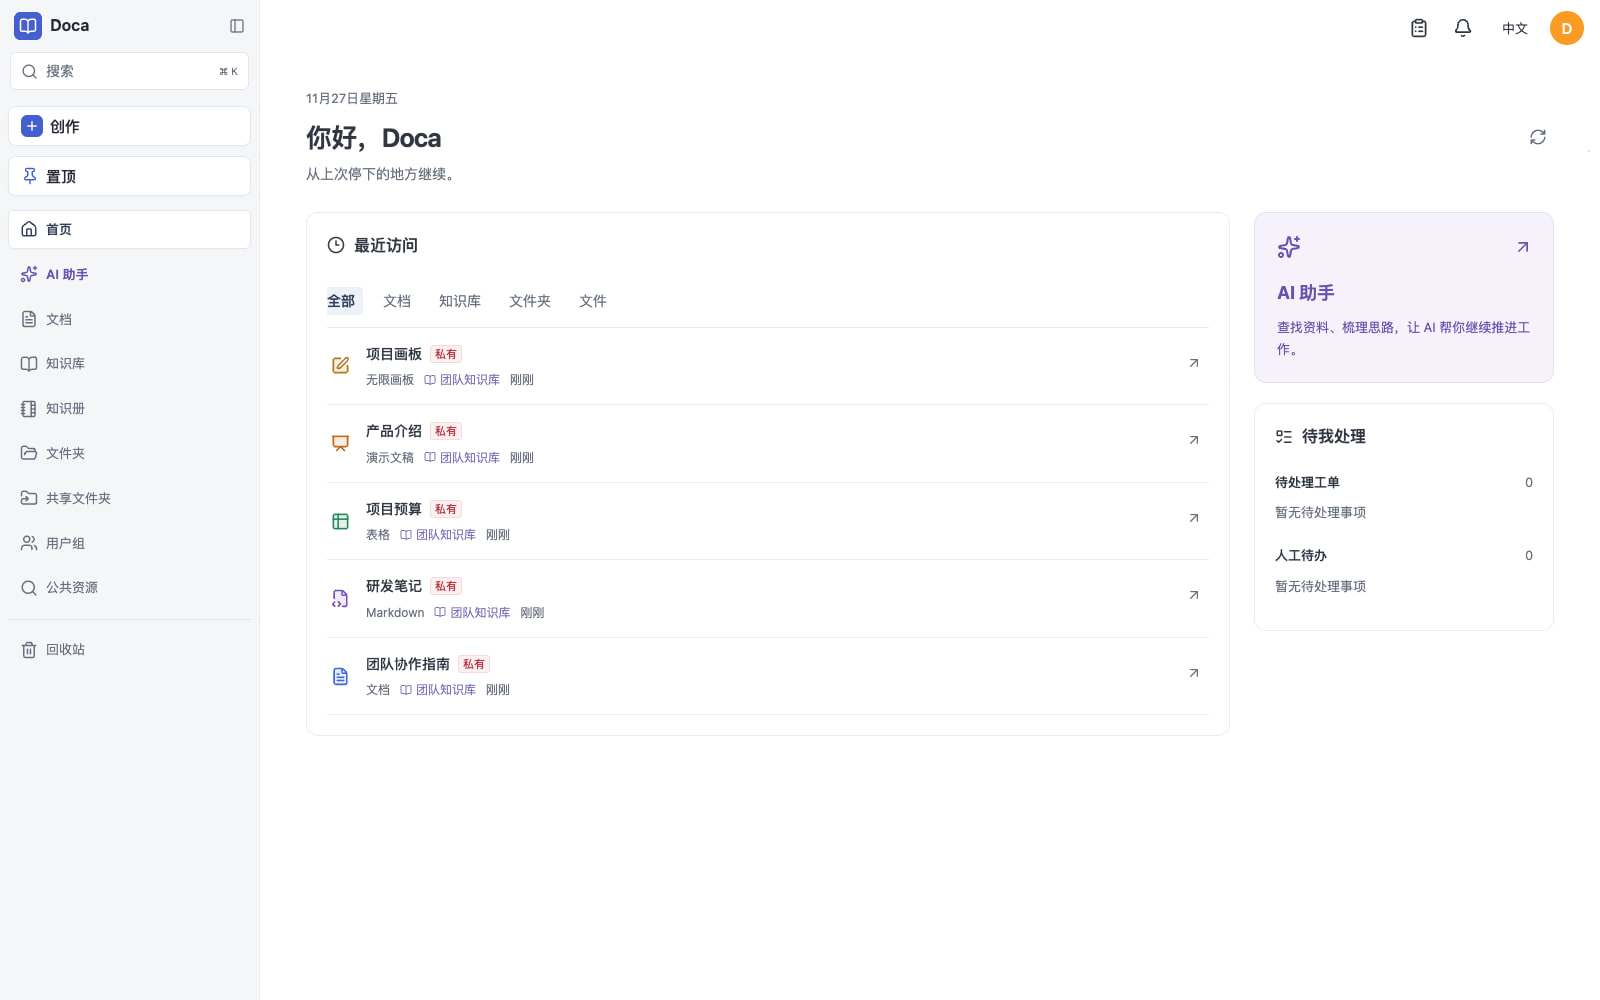 Doca
搜索 ⌘ K
创作
置顶
首页
AI 助手
文档
知识库
知识册
文件夹
共享文件夹
用户组
公共资源
回收站
中文 D
11月27日星期五
你好，Doca
从上次停下的地方继续。
最近访问
全部 文档 知识库 文件夹 文件
项目画板 私有
无限画板 团队知识库 刚刚
产品介绍 私有
演示文稿 团队知识库 刚刚
项目预算 私有
表格 团队知识库 刚刚
研发笔记 私有
Markdown 团队知识库 刚刚
团队协作指南 私有
文档 团队知识库 刚刚
AI 助手
查找资料、梳理思路，让 AI 帮你继续推进工
作。
待我处理
待处理工单 0
暂无待处理事项
人工待办 0
暂无待处理事项